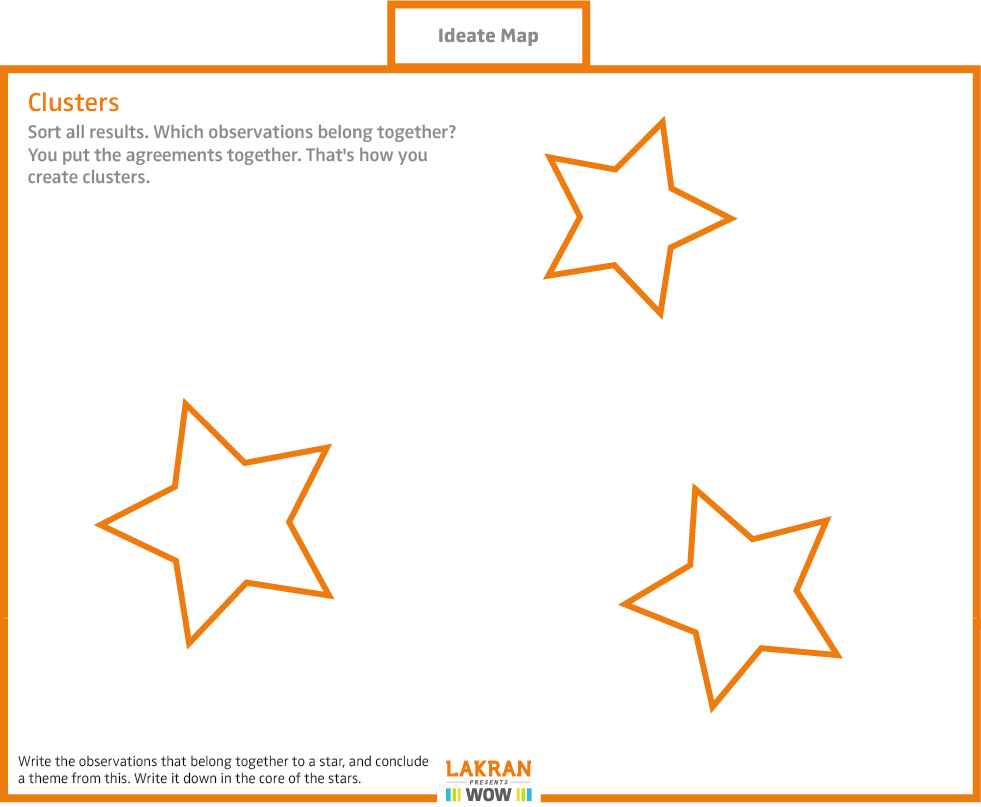 Ideate Map
Clusters
Sort all results. Which observations belong together?
You put the agreements together. That's how you
create clusters.
Write the observations that belong together to a star, and conclude
a theme from this. Write it down in the core of the stars.
LAKRAN
PRESENTS
WOW